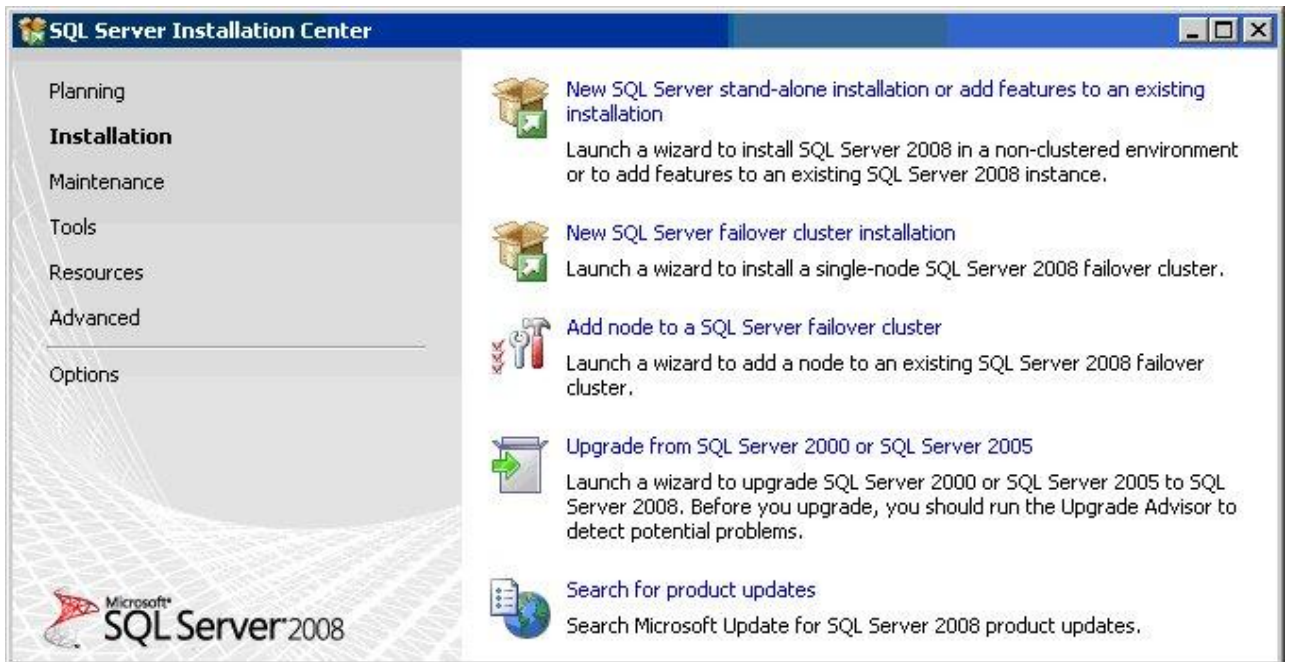 SQL Server Installation Center
Planning
Installation
Maintenance
Tools
Resources
Advanced
Options
New SQL Server stand-alone installation or add features to an existing
installation
Launch a wizard to install SQL Server 2008 in a non-clustered environment
or to add features to an existing SQL Server 2008 instance.
New SQL Server failover cluster installation
Launch a wizard to install a single-node SQL Server 2008 failover cluster.
Add node to a SQL Server failover cluster
Launch a wizard to add a node to an existing SQL Server 2008 failover
cluster.
Upgrade from SQL Server 2000 or SQL Server 2005
Launch a wizard to upgrade SQL Server 2000 or SQL Server 2005 to SQL
Server 2008. Before you upgrade, you should run the Upgrade Advisor to
detect potential problems.
Search for product updates
Search Microsoft Update for SQL Server 2008 product updates.
Microsoft
SQL Server 2008